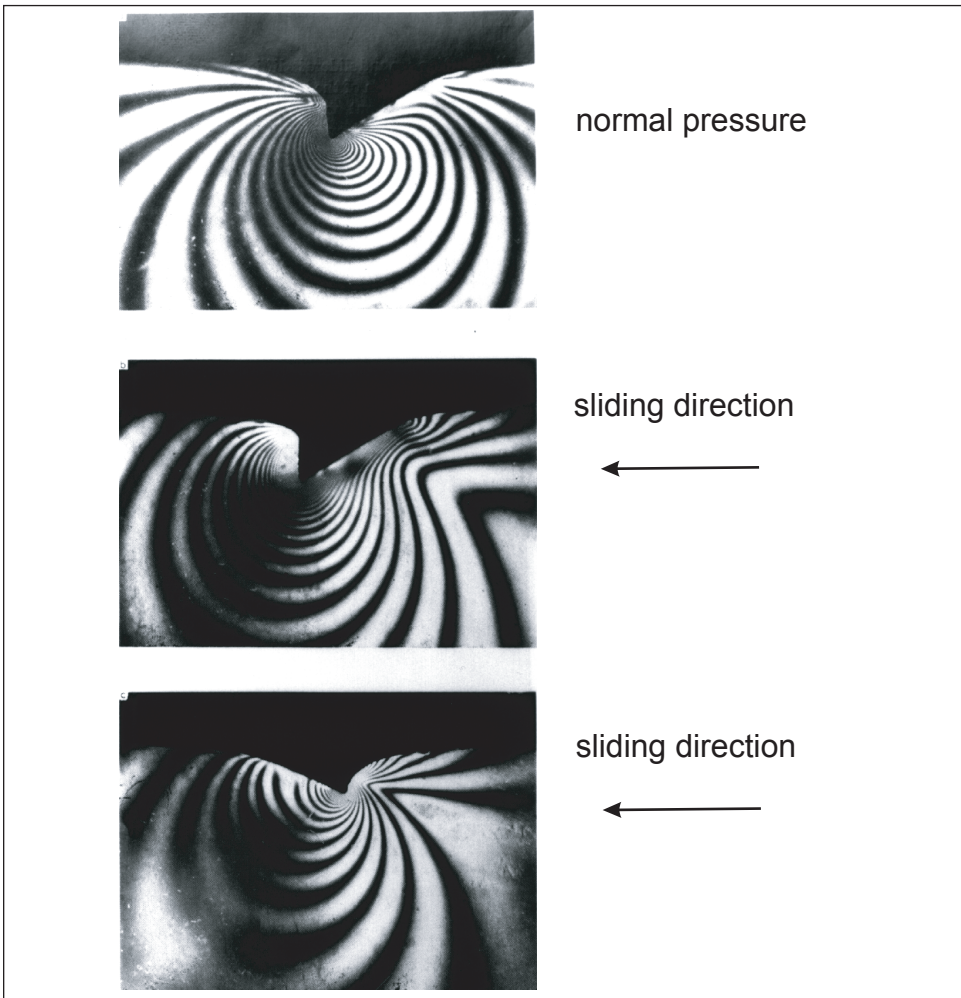 normal pressure
b
sliding direction
c
sliding direction